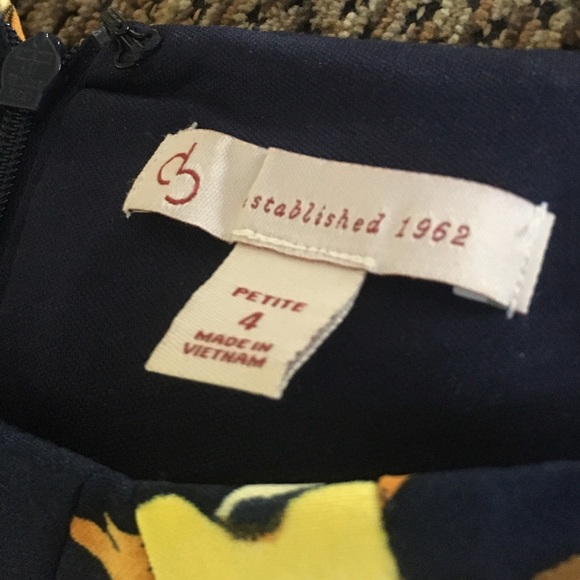 established 1962
PETITE
4
MADE IN
VIETNAM